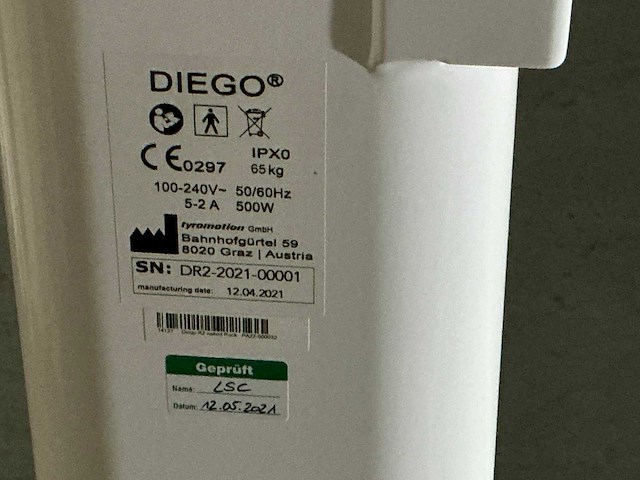 DIEGO®
CE0297 IPX0
65kg
100-240V~ 50/60Hz
5-2 A 500W
tyromotion GmbH
Bahnhofgürtel 59
8020 Graz | Austria
SN: DR2-2021-00001
manufacturing date: 12.04.2021
Geprüft
Name: LSC
Datum: 12.05.2021